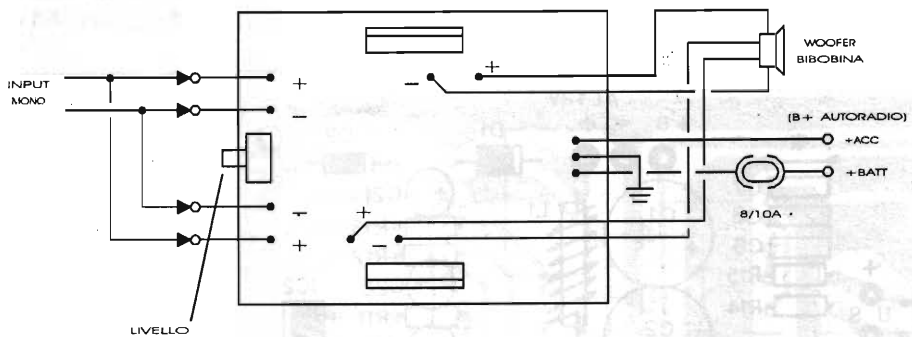 INPUT
MONO
+
−
−
+
LIVELLO
− +
+
−
WOOFER
BIBOBINA
(B+ AUTORADIO)
+ACC
+BATT
8/10A